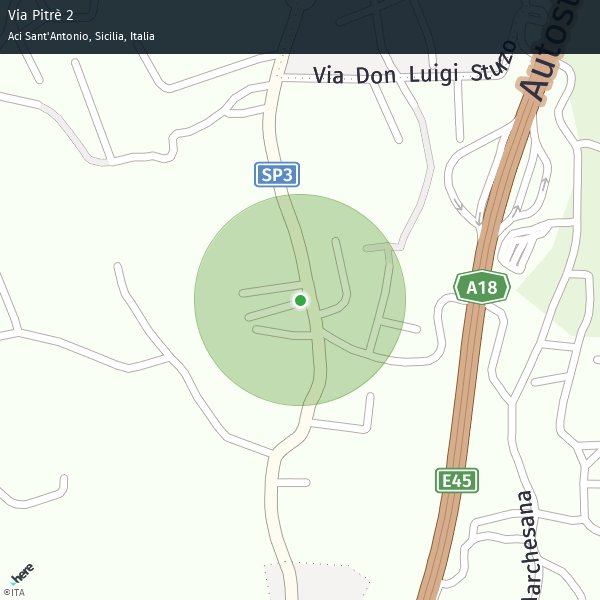 Via Pitrè 2
Aci Sant'Antonio, Sicilia, Italia
Via Don Luigi Sturzo
SP3
A18
E45
here
©ITA